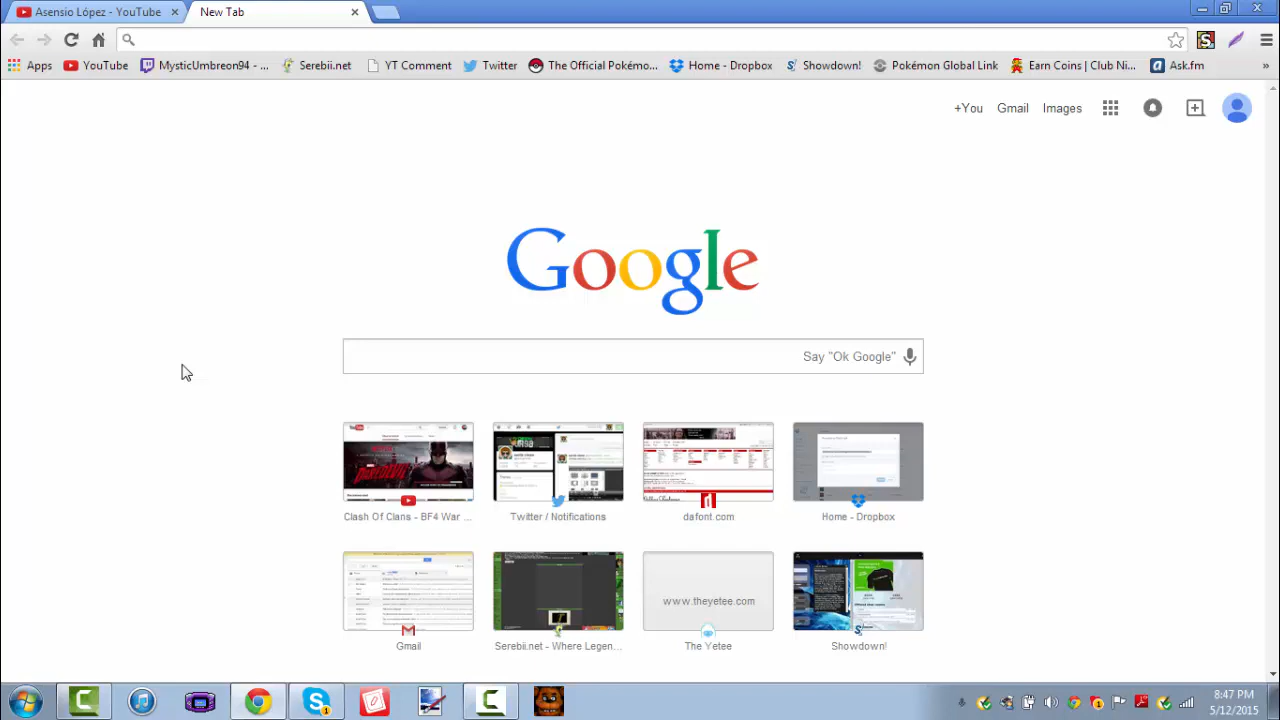 Asensio López - YouTube
New Tab
Apps
YouTube
MysticUmbreon94 - ...
Serebii.net
YT Comment
Twitter
The Official Pokémo...
Home - Dropbox
Showdown!
Pokémon Global Link
Earn Coins | Club Ni...
Ask.fm
»
+You
Gmail
Images
Google
Say "Ok Google"
Clash Of Clans - BF4 War ...
Twitter / Notifications
dafont.com
Home - Dropbox
www.theyetee.com
Gmail
Serebii.net - Where Legen...
The Yetee
Showdown!
8:47 PM
5/12/2015